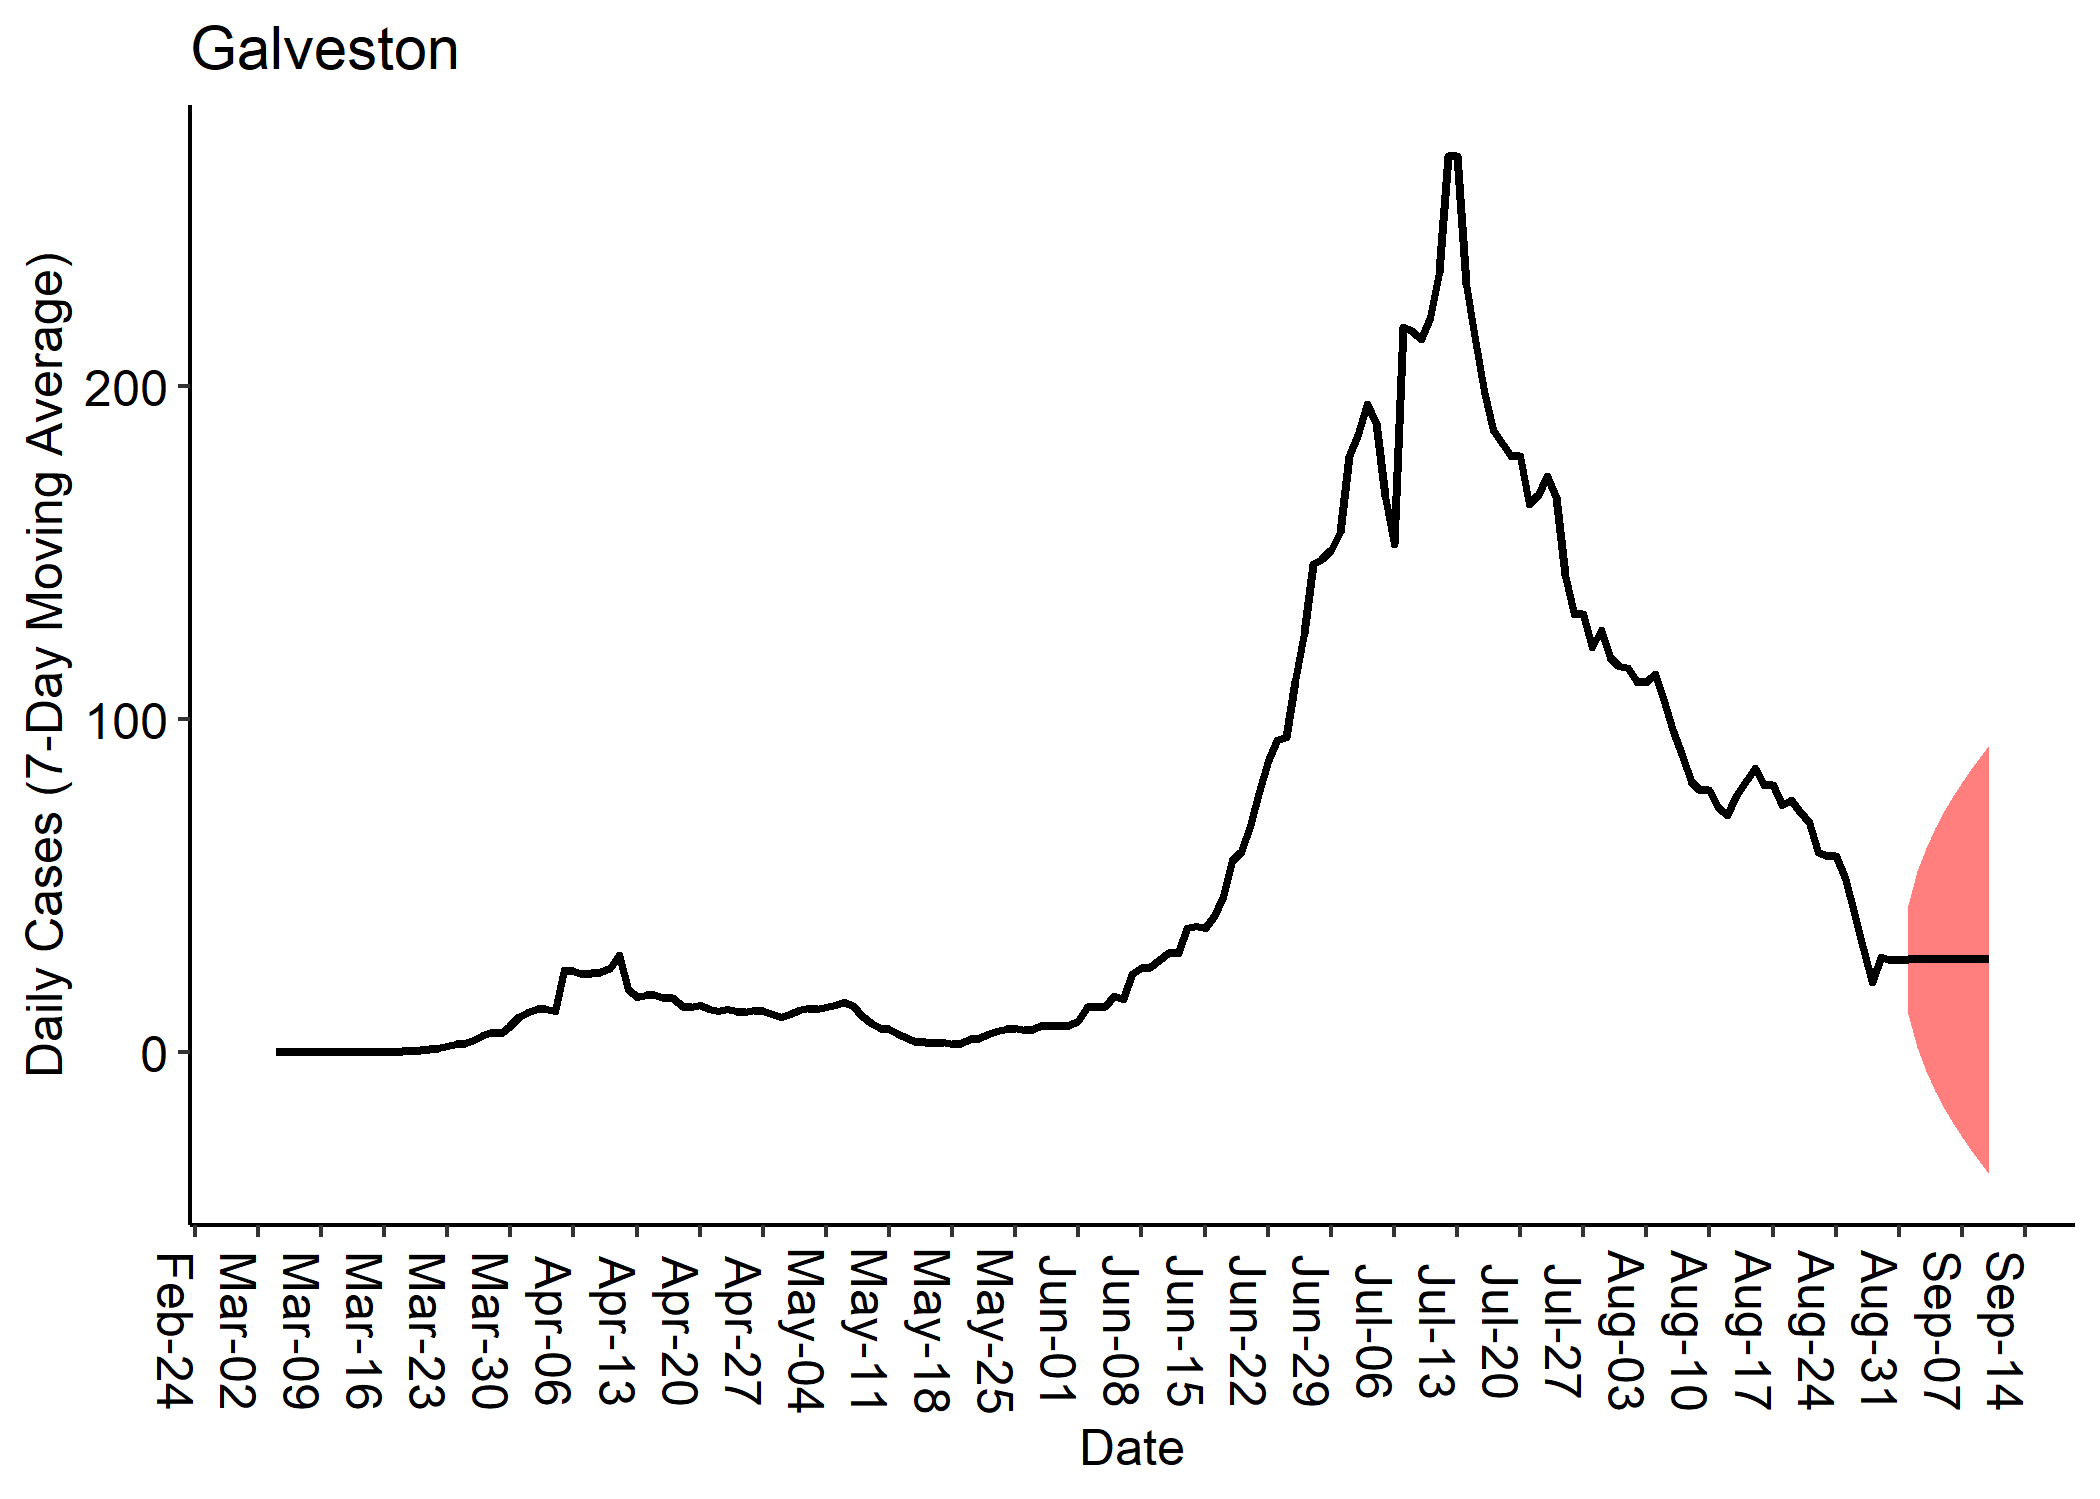 Galveston
Daily Cases (7-Day Moving Average)
200
100
0
Feb-24
Mar-02
Mar-09
Mar-16
Mar-23
Mar-30
Apr-06
Apr-13
Apr-20
Apr-27
May-04
May-11
May-18
May-25
Jun-01
Jun-08
Jun-15
Jun-22
Jun-29
Jul-06
Jul-13
Jul-20
Jul-27
Aug-03
Aug-10
Aug-17
Aug-24
Aug-31
Sep-07
Sep-14
Date